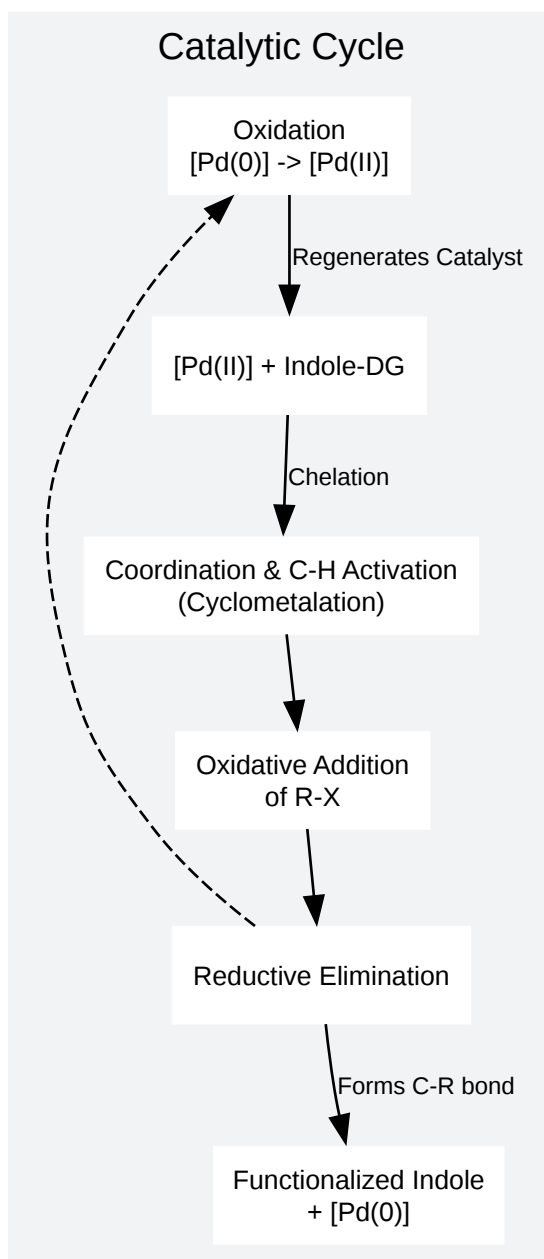 Catalytic Cycle
Oxidation
[Pd(0)] -> [Pd(II)]
Regenerates Catalyst
[Pd(II)] + Indole-DG
Chelation
Coordination & C-H Activation
(Cyclometalation)
Oxidative Addition
of R-X
Reductive Elimination
Forms C-R bond
Functionalized Indole
+ [Pd(0)]